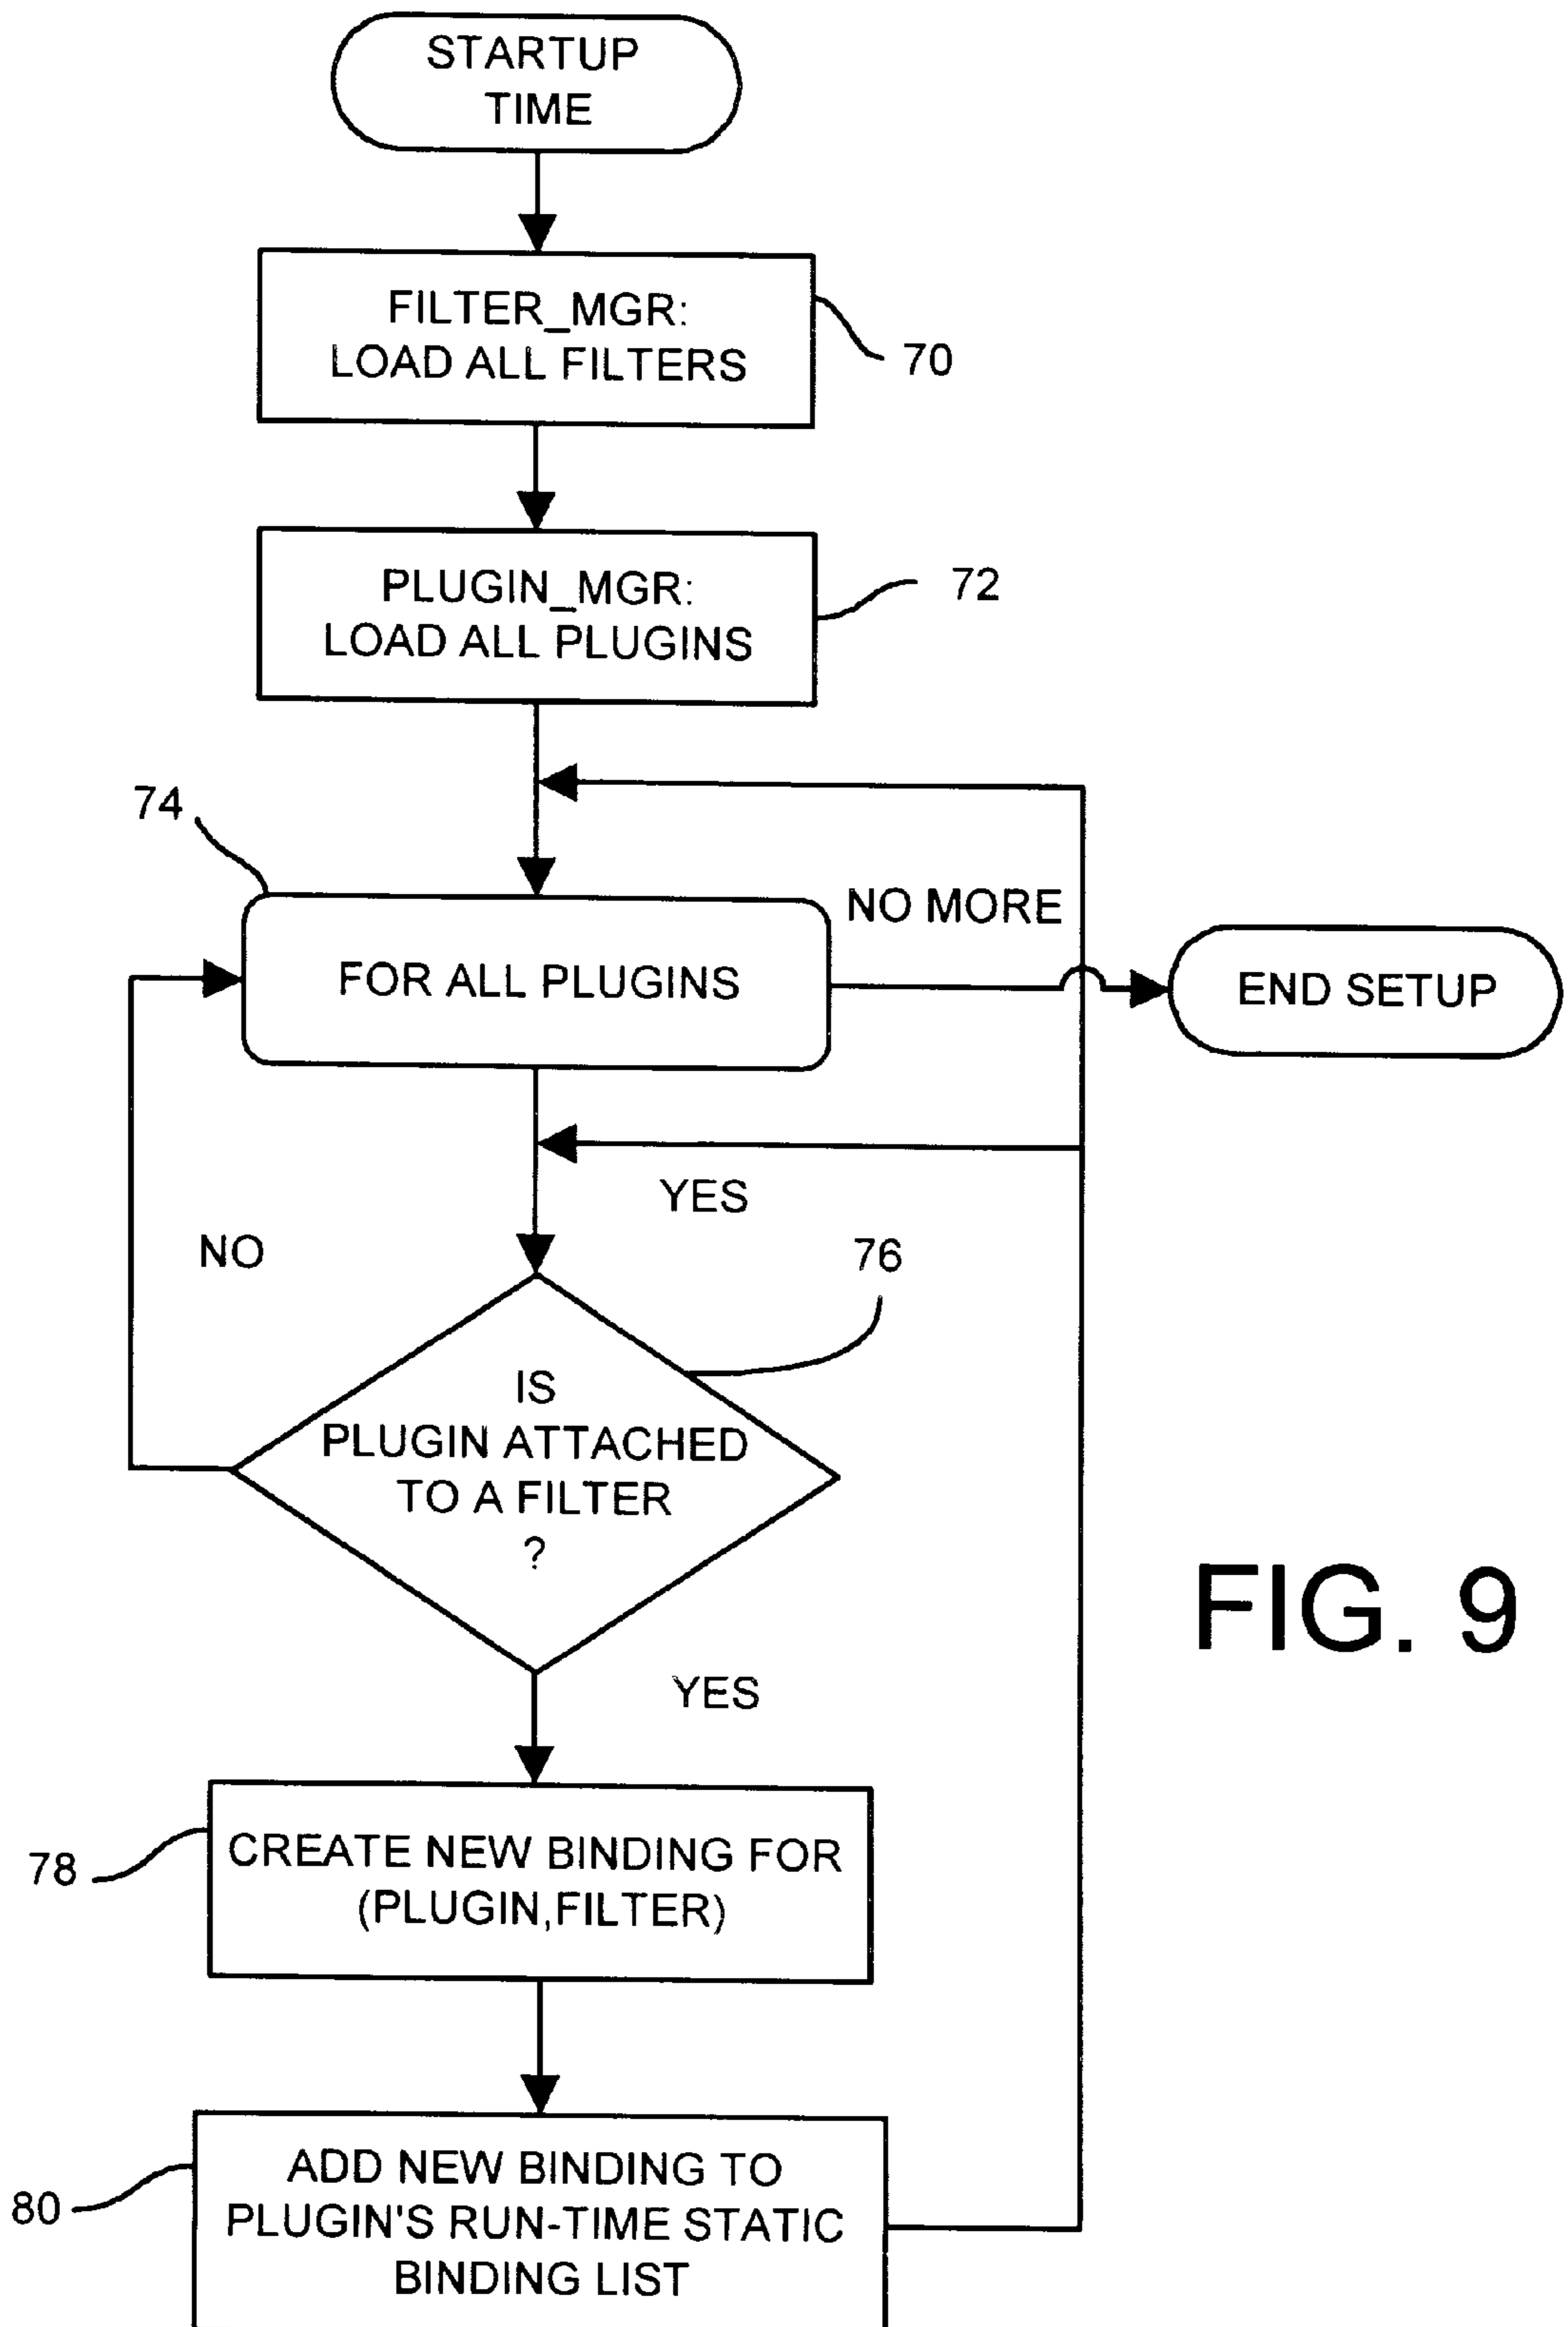 STARTUP
TIME
FILTER_MGR:
LOAD ALL FILTERS
70
PLUGIN_MGR:
LOAD ALL PLUGINS
72
74
NO MORE
FOR ALL PLUGINS
END SETUP
YES
NO
76
IS
PLUGIN ATTACHED
TO A FILTER
?
FIG. 9
YES
78
CREATE NEW BINDING FOR
(PLUGIN,FILTER)
80
ADD NEW BINDING TO
PLUGIN'S RUN-TIME STATIC
BINDING LIST